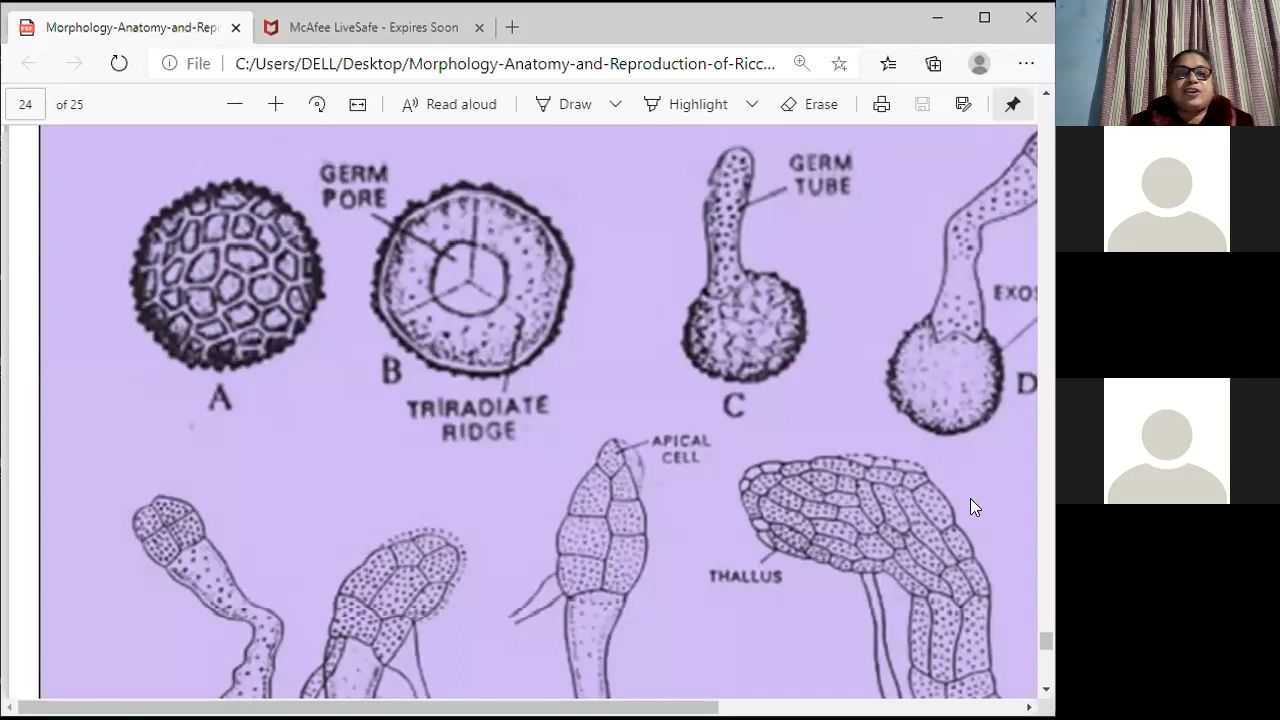 Morphology-Anatomy-and-Repr
McAfee LiveSafe - Expires Soon
File
C:/Users/DELL/Desktop/Morphology-Anatomy-and-Reproduction-of-Ricc...
24 of 25
Read aloud
Draw
Highlight
Erase
GERM
PORE
GERM
TUBE
EXOS
A
B
C
D
TRIRADIATE
RIDGE
APICAL
CELL
THALLUS